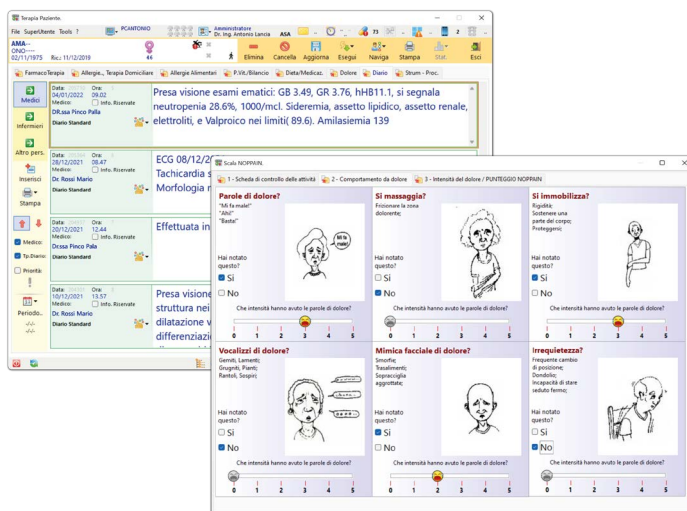 Terapia Paziente.
File SuperUtente Tools ?
PCANTONIO
Amministratore
Dr. Ing. Antonio Lancia ASA
75
2
AMA--
ONO----
02/11/1975 Ric.: 11/12/2019
46
Elimina Cancella Aggiorna Esegui Naviga Stampa Stat Esci
FarmacoTerapia Allergie., Terapia Domiciliare Allergie Alimentari P.Vit./Bilancio Dieta/Medicaz. Dolore Diario Strum - Proc.
Medici
Infermieri
Altro pers.
Inserisci
Stampa
Medico:
Tp.Diario:
Priorità:
Periodo..
Data: Ora:
04/01/2022 09.02
Medico: Info. Riservate
DR.ssa Pinco Palla
Diario Standard
Presa visione esami ematici: GB 3.49, GR 3.76, hHB11.1, si segnala
neutropenia 28.6%, 1000/mcl. Sideremia, assetto lipidico, assetto renale,
elettroliti, e Valproico nei limiti( 89.6). Amilasiemia 139
Data: Ora:
28/12/2021 08.47
Medico: Info. Riservate
Dr. Rossi Mario
Diario Standard
ECG 08/12/2
Tachicardia s
Morfologia r
Data: Ora:
20/12/2021 12.44
Medico: Info. Riservate
Dr.ssa Pinco Pala
Diario Standard
Effettuata in
Data: Ora:
10/12/2021 13.57
Medico: Info. Riservate
Dr. Rossi Mario
Diario Standard
Presa visione
struttura nei
dilatazione v
differenziazi
Scala NOPPAIN.
1 - Scheda di controllo delle attività 2 - Comportamento da dolore 3 - Intensità del dolore / PUNTEGGIO NOPPAIN
Parole di dolore?
"Mi fa male!"
"Ahi!"
"Basta!"
Mi fa
male!
Hai notato
questo?
Si
No
Che intensità hanno avuto le parole di dolore?
0 1 2 3 4 5
Si massaggia?
Frizionare la zona
dolorente;
Hai notato
questo?
Si
No
Che intensità hanno avuto le parole di dolore?
0 1 2 3 4 5
Si immobilizza?
Rigidità;
Sostenere una
parte del corpo;
Proteggersi;
Hai notato
questo?
Si
No
Che intensità hanno avuto le parole di dolore?
0 1 2 3 4 5
Vocalizzi di dolore?
Gemiti, Lamenti;
Grugniti, Pianti;
Rantoli, Sospiri;
Hai notato
questo?
Si
No
Che intensità hanno avuto le parole di dolore?
0 1 2 3 4 5
Mimica facciale di dolore?
Smorfie;
Trasalimenti;
Sopracciglia
aggrottate;
Hai notato
questo?
Si
No
Che intensità hanno avuto le parole di dolore?
0 1 2 3 4 5
Irrequietezza?
Frequente cambio
di posizione;
Dondolio;
Incapacità di stare
seduto fermo;
Hai notato
questo?
Si
No
Che intensità hanno avuto le parole di dolore?
0 1 2 3 4 5